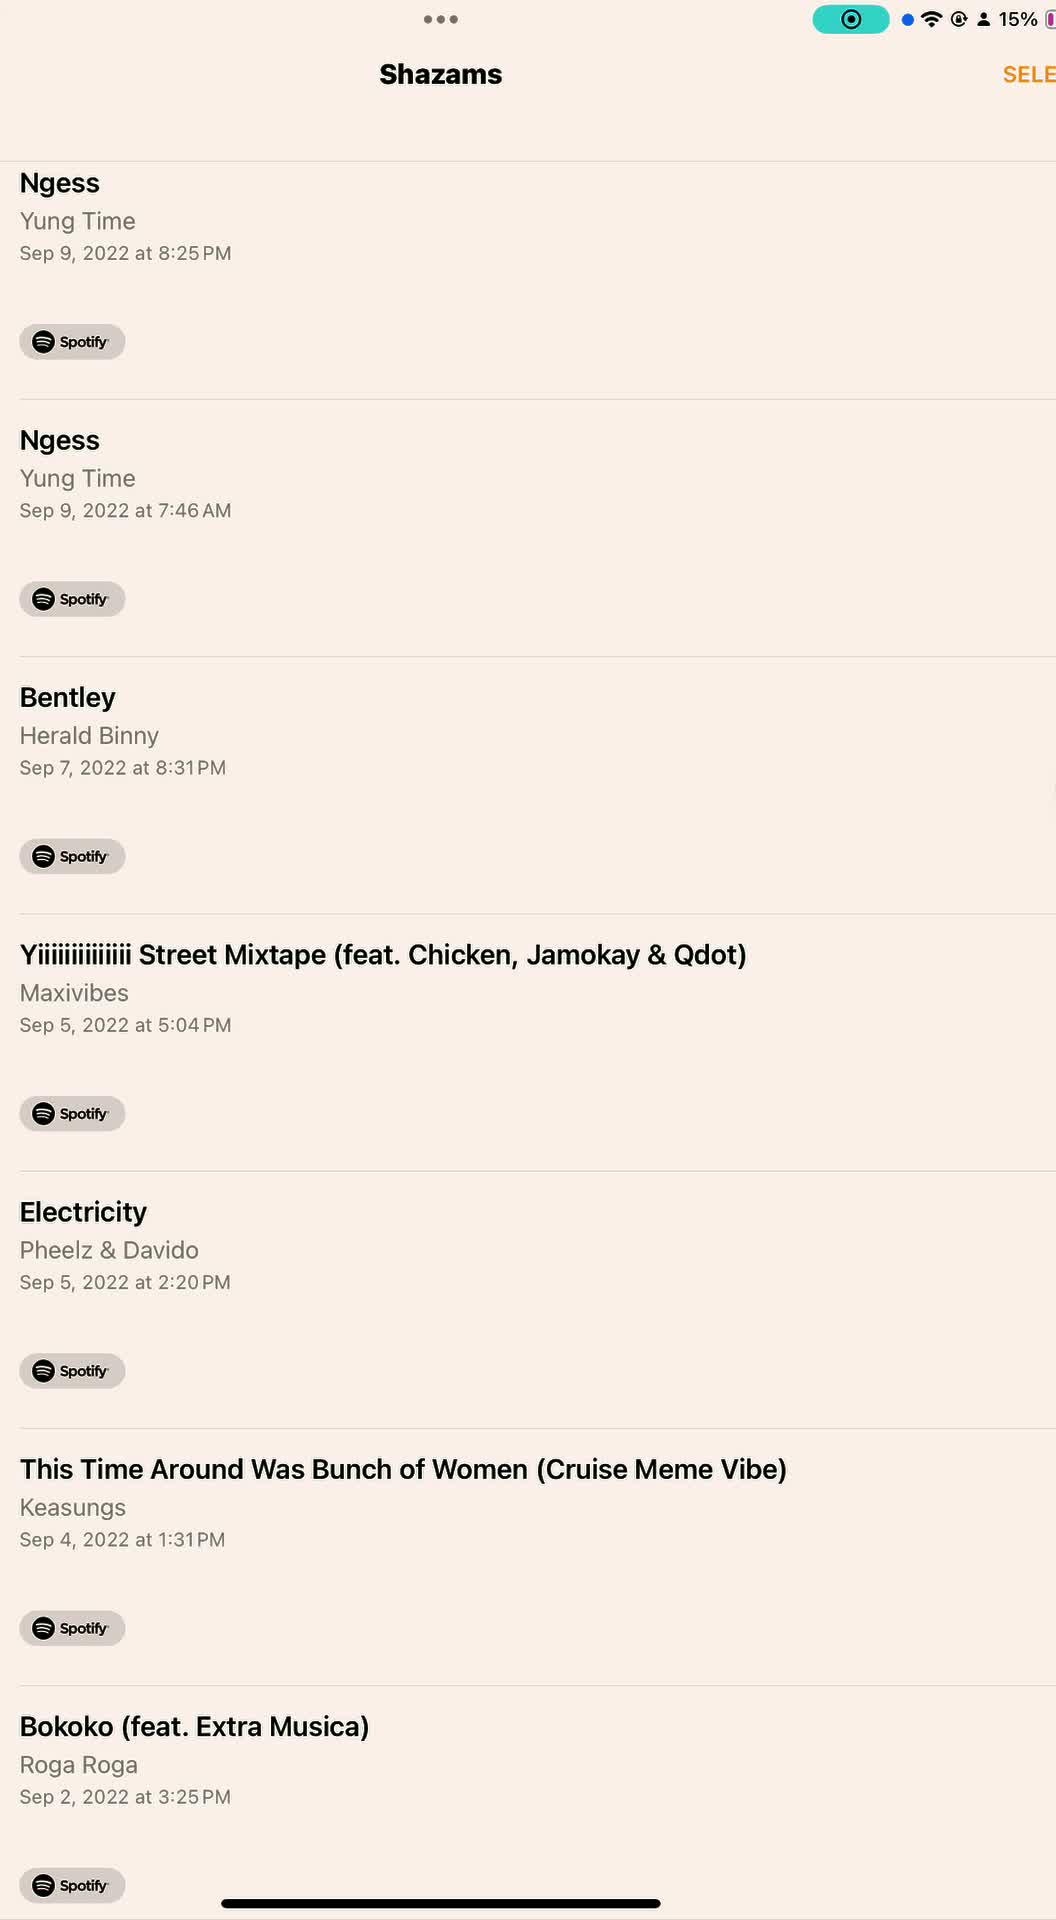 15%
Shazams
SELE
Ngess
Yung Time
Sep 9, 2022 at 8:25 PM
Spotify
Ngess
Yung Time
Sep 9, 2022 at 7:46 AM
Spotify
Bentley
Herald Binny
Sep 7, 2022 at 8:31 PM
Spotify
Yiiiiiiiiiiiiii Street Mixtape (feat. Chicken, Jamokay & Qdot)
Maxivibes
Sep 5, 2022 at 5:04 PM
Spotify
Electricity
Pheelz & Davido
Sep 5, 2022 at 2:20 PM
Spotify
This Time Around Was Bunch of Women (Cruise Meme Vibe)
Keasungs
Sep 4, 2022 at 1:31 PM
Spotify
Bokoko (feat. Extra Musica)
Roga Roga
Sep 2, 2022 at 3:25 PM
Spotify